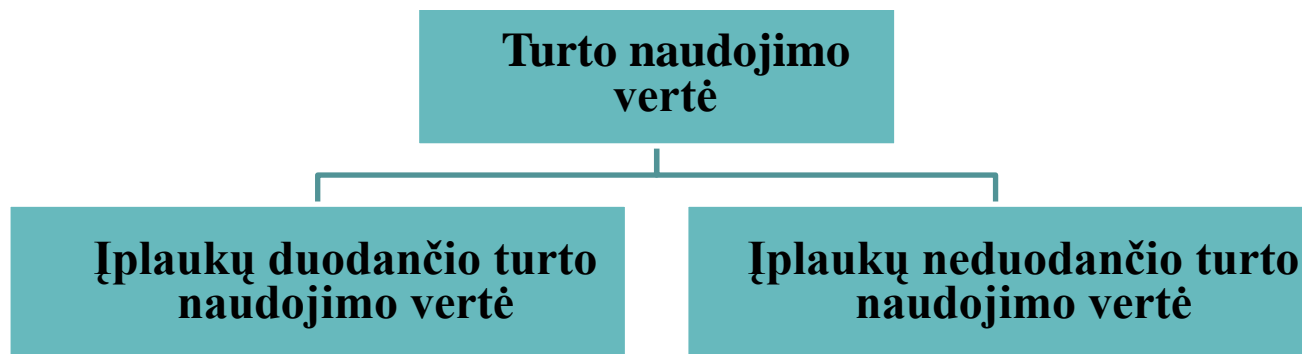 Turto naudojimo
vertė
Įplaukų duodančio turto
naudojimo vertė
Įplaukų neduodančio turto
naudojimo vertė